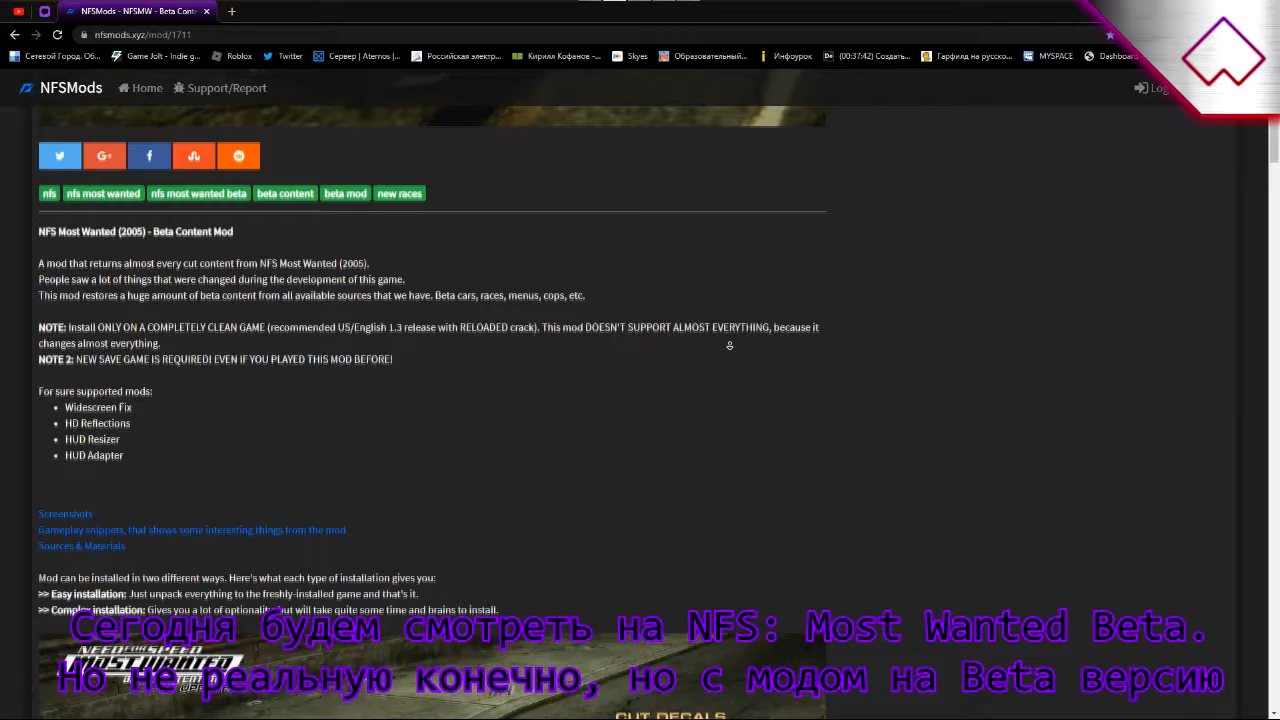 NFSMods - NFSMW - Beta Conte
nfsmods.xyz/mod/1711
Сетевой Город. Об...
Game Jolt - Indie g...
Roblox
Twitter
Сервер | Aternos |...
Российская электр...
Кирилл Кофанов –...
Skyes
Образовательный...
Инфоурок
(00:37:42) Создать...
Гарфилд на русско...
MYSPACE
Dashboard
NFSMods
Home
Support/Report
Log
nfs
nfs most wanted
nfs most wanted beta
beta content
beta mod
new races
NFS Most Wanted (2005) - Beta Content Mod
A mod that returns almost every cut content from NFS Most Wanted (2005).
People saw a lot of things that were changed during the development of this game.
This mod restores a huge amount of beta content from all available sources that we have. Beta cars, races, menus, cops, etc.
NOTE: Install ONLY ON A COMPLETELY CLEAN GAME (recommended US/English 1.3 release with RELOADED crack). This mod DOESN'T SUPPORT ALMOST EVERYTHING, because it
changes almost everything.
NOTE 2: NEW SAVE GAME IS REQUIRED! EVEN IF YOU PLAYED THIS MOD BEFORE!
For sure supported mods:
Widescreen Fix
HD Reflections
HUD Resizer
HUD Adapter
Screenshots
Gameplay snippets, that shows some interesting things from the mod
Sources & Materials
Mod can be installed in two different ways. Here's what each type of installation gives you:
>> Easy installation: Just unpack everything to the freshly-installed game and that's it.
>> Complex installation: Gives you a lot of optionality but will take quite some time and brains to install.
Сегодня будем смотреть на NFS: Most Wanted Beta.
Но не реальную конечно, но с модом на Beta версию
NEED FOR SPEED
MOST WANTED
CUT DECALS